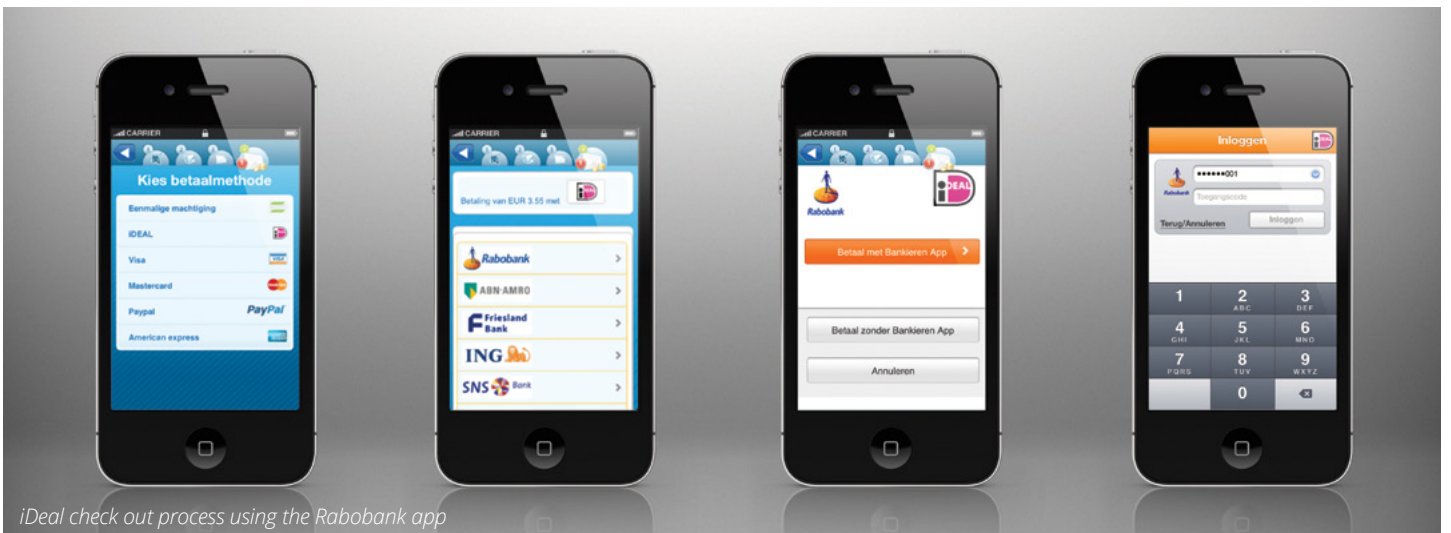 CARRIER
Kies betaalmethode
Eenmalige machtiging
iDEAL
Visa
VISA
Mastercard
Paypal
PayPal
American express
CARRIER
Betaling van EUR 3.55 met
iDEAL
Rabobank
ABN·AMRO
Friesland
Bank
ING
SNS Bank
CARRIER
Rabobank
iDEAL
Betaal met Bankieren App
Betaal zonder Bankieren App
Annuleren
Inloggen
iDEAL
••••••001
Rabobank
Toegangscode
Terug/Annuleren
Inloggen
1 2 3
ABC DEF
4 5 6
GHI JKL MNO
7 8 9
PQRS TUV WXYZ
0
iDeal check out process using the Rabobank app